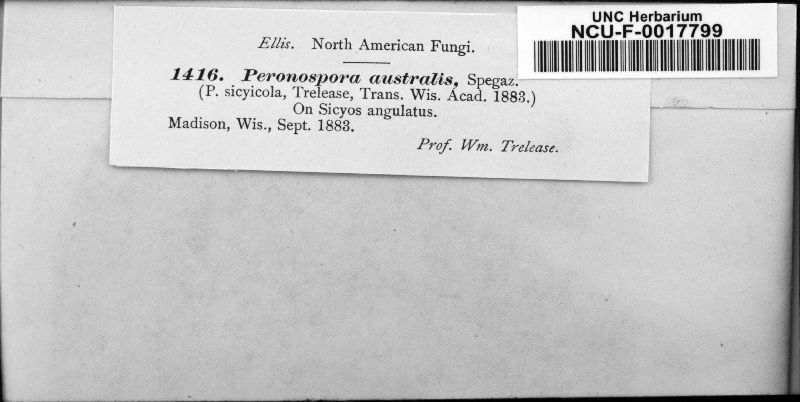 UNC Herbarium
NCU-F-0017799
Ellis. North American Fungi.
1416. Peronospora australis, Spegaz.
(P. sicyicola, Trelease, Trans. Wis. Acad. 1883.)
On Sicyos angulatus.
Madison, Wis., Sept. 1883.
Prof. Wm. Trelease.